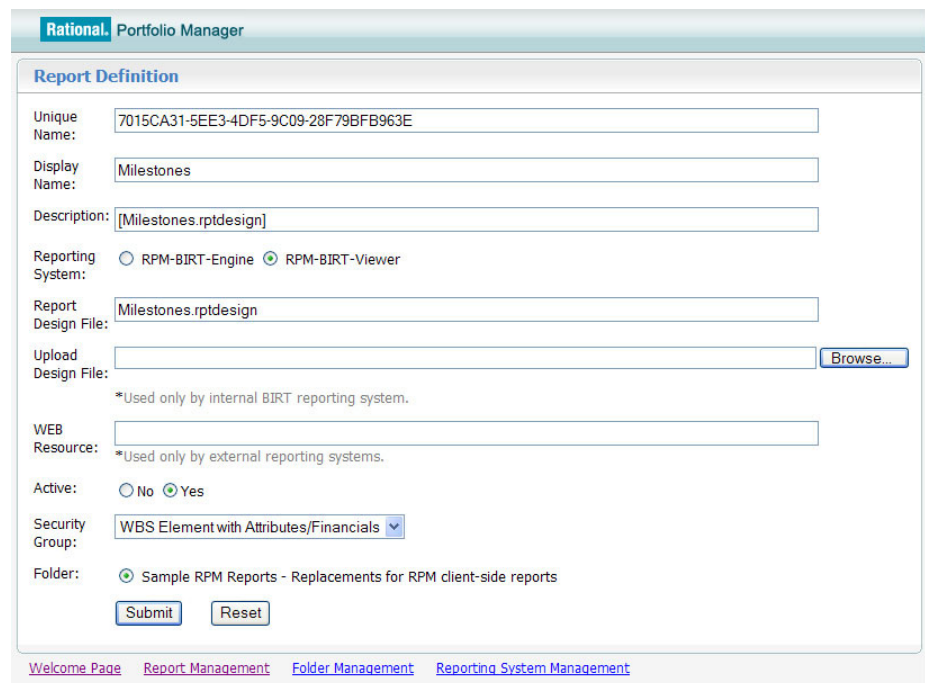 Rational. Portfolio Manager
Report Definition
Unique Name: 7015CA31-5EE3-4DF5-9C09-28F79BFB963E
Display Name: Milestones
Description: [Milestones.rptdesign]
Reporting System: RPM-BIRT-Engine RPM-BIRT-Viewer
Report Design File: Milestones.rptdesign
Upload Design File: Browse...
*Used only by internal BIRT reporting system.
WEB Resource:
*Used only by external reporting systems.
Active: No Yes
Security Group: WBS Element with Attributes/Financials
Folder: Sample RPM Reports - Replacements for RPM client-side reports
Submit Reset
Welcome Page Report Management Folder Management Reporting System Management